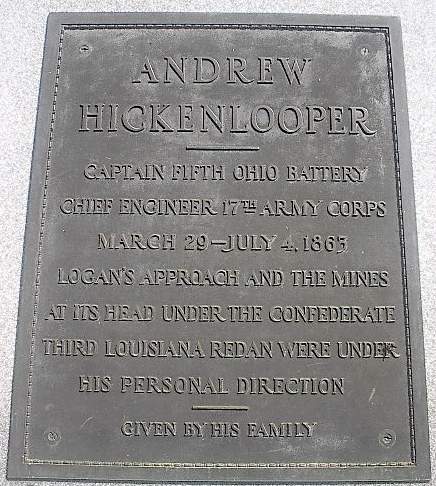 ANDREW
HICKENLOOPER
CAPTAIN FIFTH OHIO BATTERY
CHIEF ENGINEER 17TH ARMY CORPS
MARCH 29–JULY 4, 1863
LOGAN'S APPROACH AND THE MINES
AT ITS HEAD UNDER THE CONFEDERATE
THIRD LOUISIANA REDAN WERE UNDER
HIS PERSONAL DIRECTION
GIVEN BY HIS FAMILY